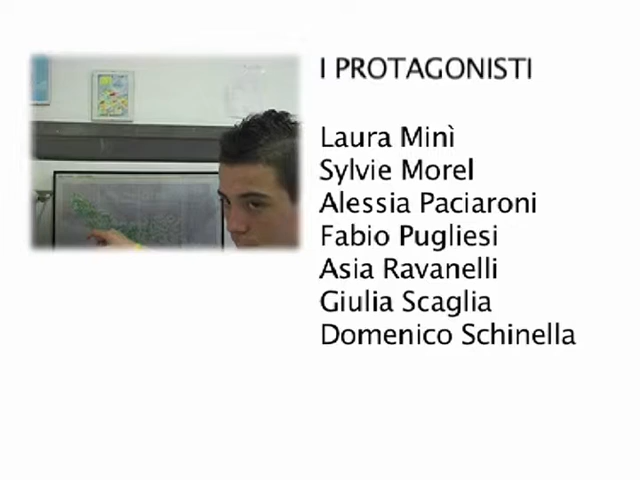 I PROTAGONISTI
Laura Minì
Sylvie Morel
Alessia Paciaroni
Fabio Pugliesi
Asia Ravanelli
Giulia Scaglia
Domenico Schinella